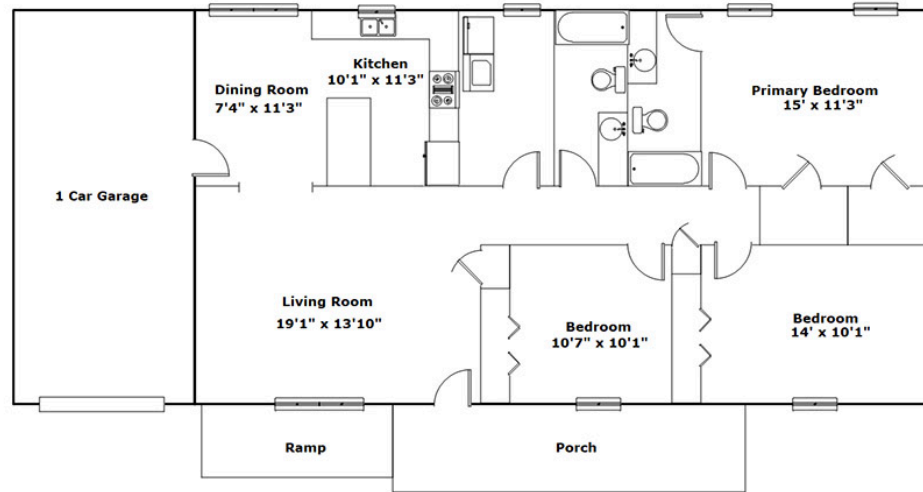 Kitchen
10'1" x 11'3"
Dining Room
7'4" x 11'3"
Primary Bedroom
15' x 11'3"
1 Car Garage
Living Room
19'1" x 13'10"
Bedroom
10'7" x 10'1"
Bedroom
14' x 10'1"
Ramp
Porch